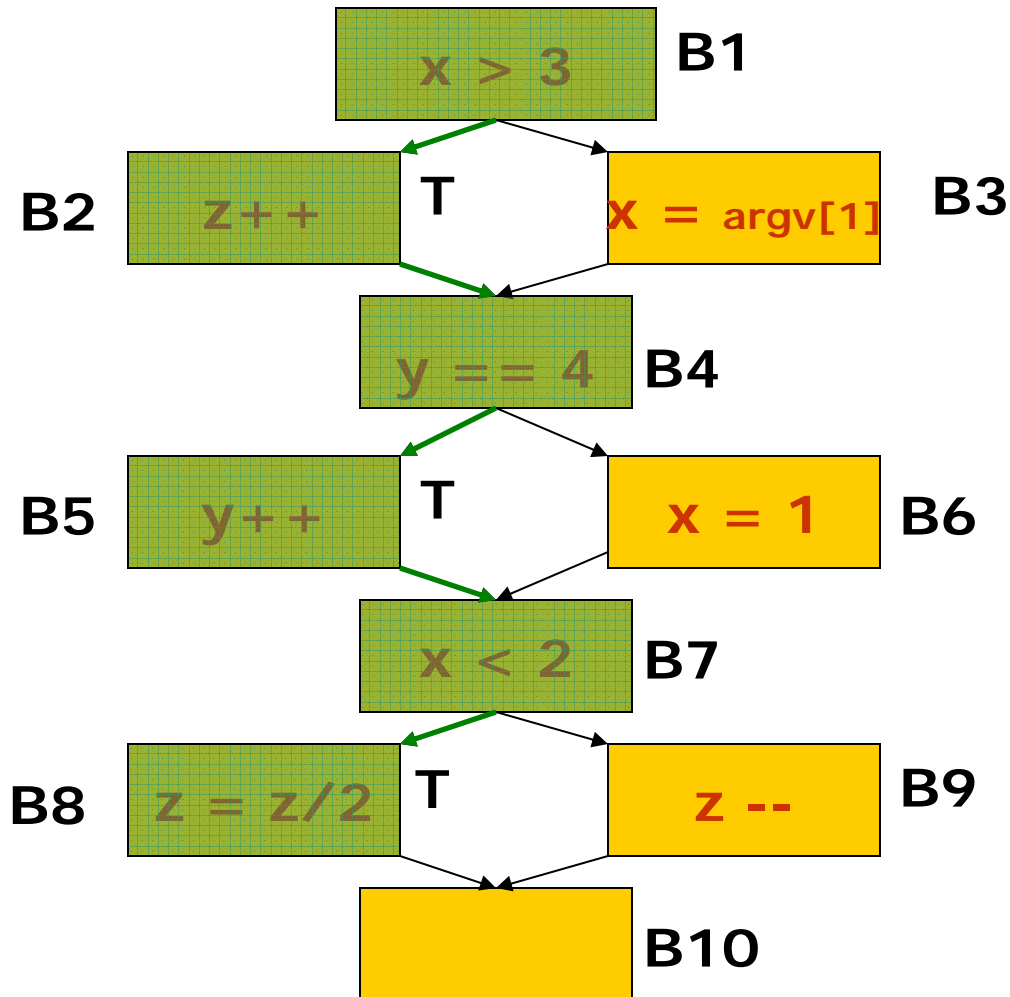 x > 3
B1
B2
z++
T
x = argv[1]
B3
y == 4
B4
B5
y++
T
x = 1
B6
x < 2
B7
B8
z = z/2
T
z --
B9
B10